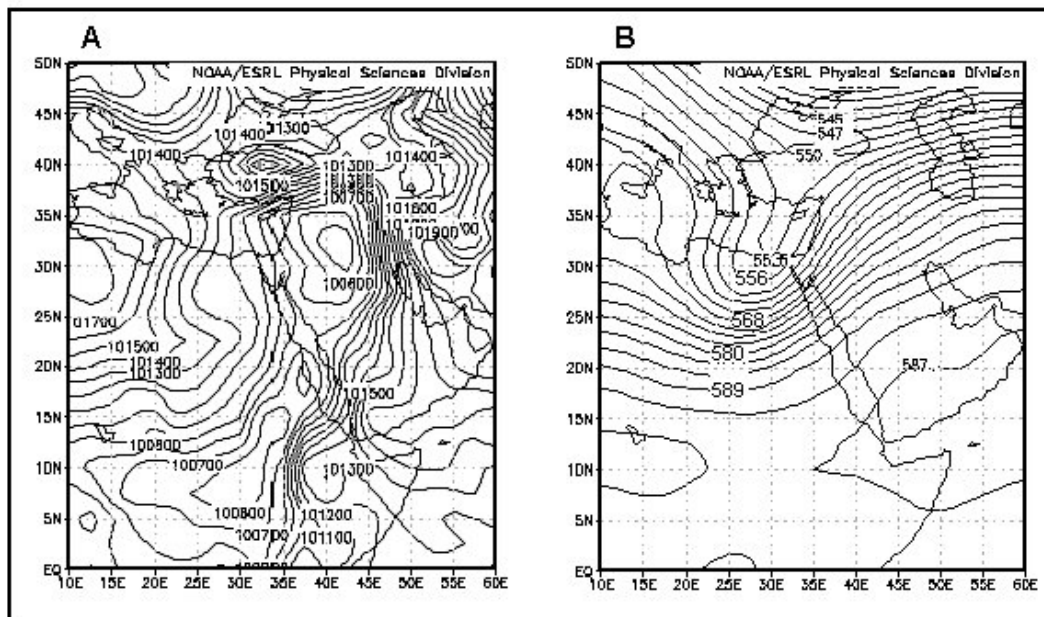 A
B
NOAA/ESRL Physical Sciences Division
NOAA/ESRL Physical Sciences Division
50N
45N
40N
35N
30N
25N
20N
15N
10N
5N
EQ
10E 15E 20E 25E 30E 35E 40E 45E 50E 55E 60E
101400
101300
101400
101500
101300
101400
100700
101600
101900
100800
101500
101400
101300
101500
100700
101300
100800
100700
101200
101100
50N
45N
40N
35N
30N
25N
20N
15N
10N
5N
EQ
10E 15E 20E 25E 30E 35E 40E 45E 50E 55E 60E
545
547
550
556
568
580
589
587